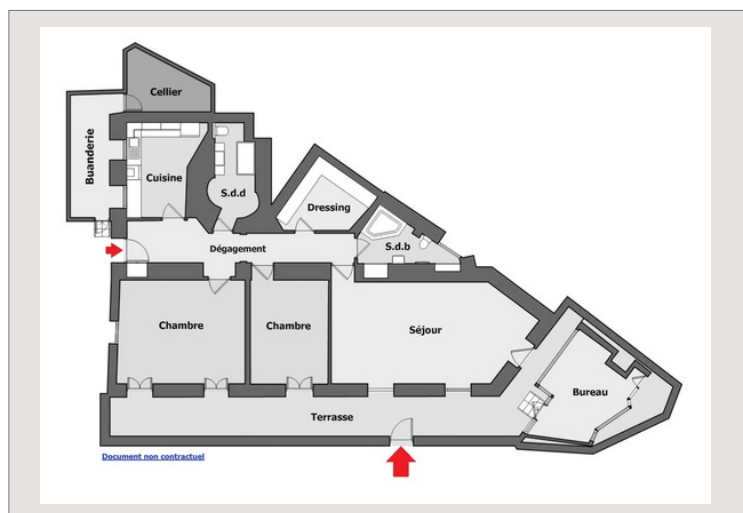 Cellier
Buanderie
Cuisine
S.d.d
Dressing
S.d.b
Dégagement
Chambre
Chambre
Séjour
Bureau
Terrasse
Document non contractuel